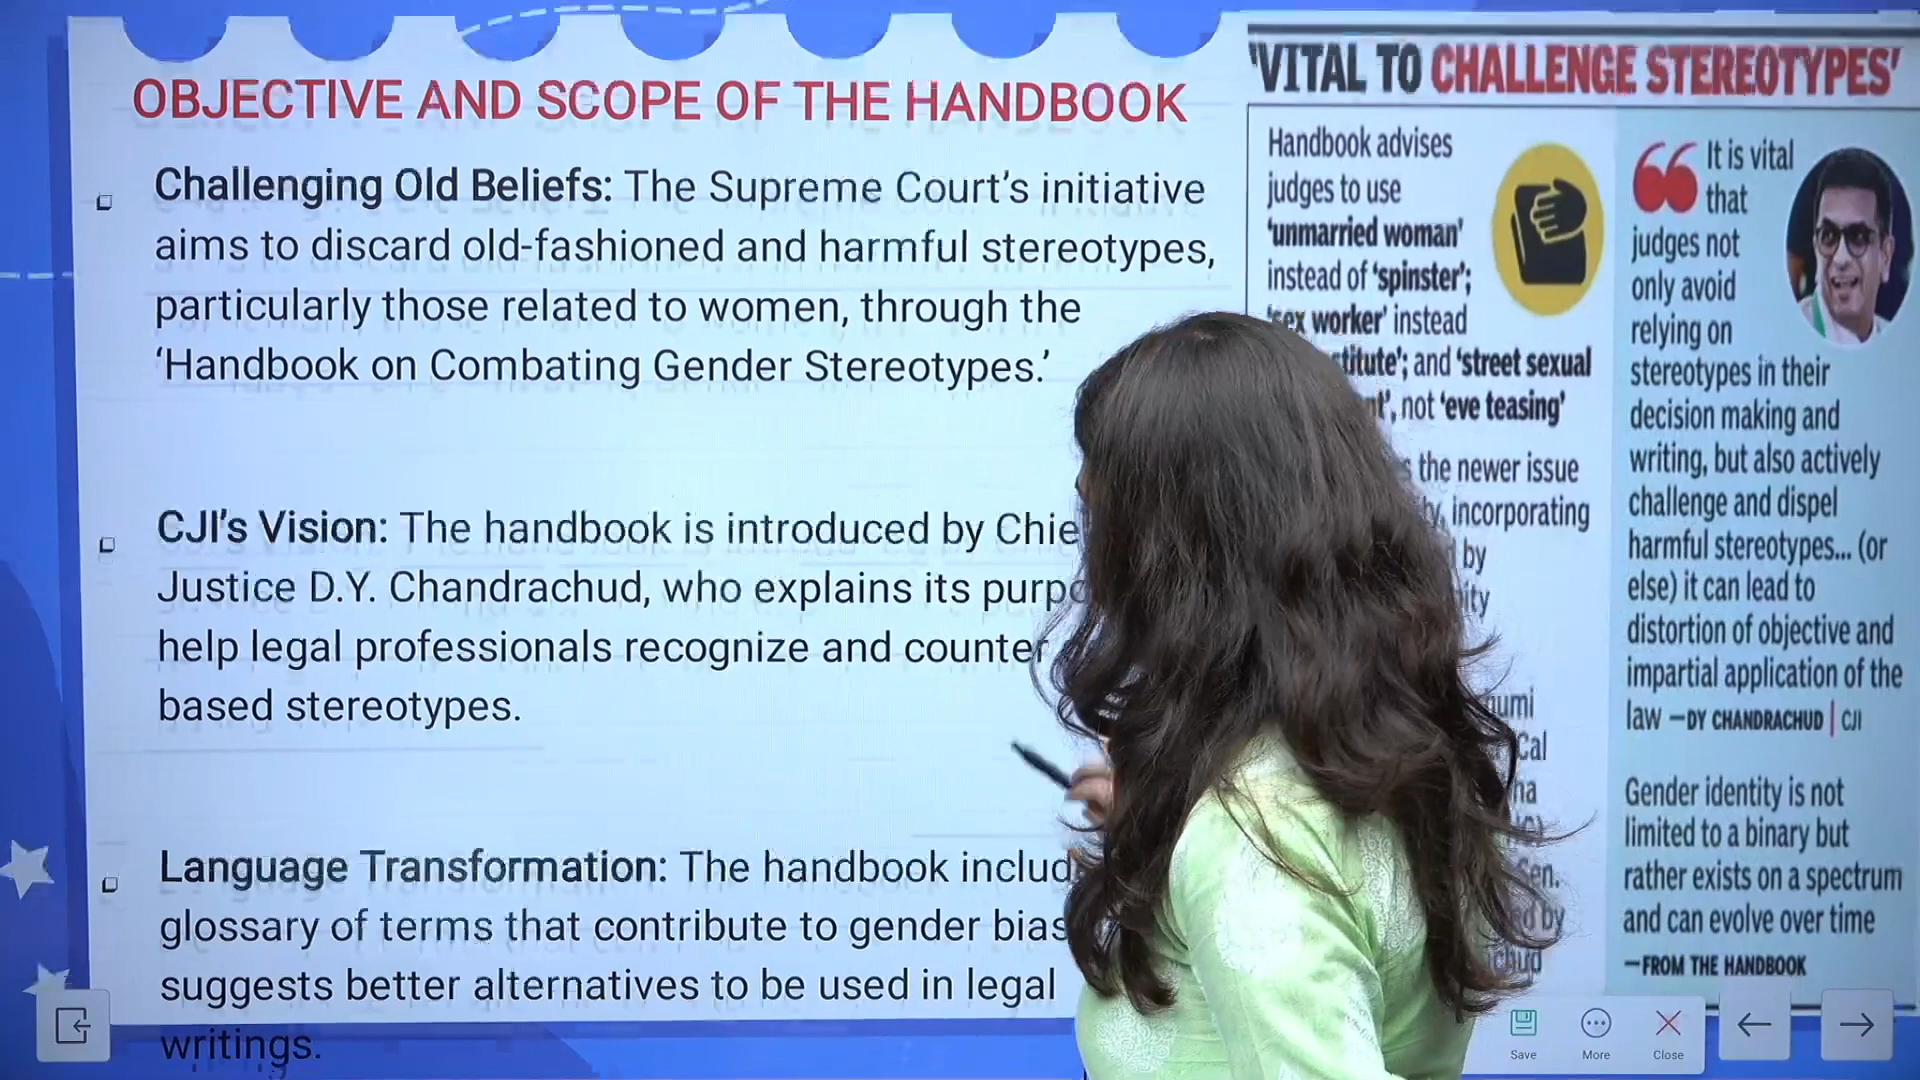 OBJECTIVE AND SCOPE OF THE HANDBOOK
Challenging Old Beliefs: The Supreme Court's initiative
aims to discard old-fashioned and harmful stereotypes,
particularly those related to women, through the
‘Handbook on Combating Gender Stereotypes.’
CJI's Vision: The handbook is introduced by
Justice D.Y. Chandrachud, who explains its
help legal professionals recognize and counter
based stereotypes.
Language Transformation: The handbook
glossary of terms that contribute to gender bias
suggests better alternatives to be used in legal
writings.
'VITAL TO CHALLENGE STEREOTYPES'
Handbook advises
judges to use
‘unmarried woman’
instead of ‘spinster’;
‘sex worker’ instead
and ‘street sexual
not ‘eve teasing’
the newer issue
incorporating
by
It is vital
that
judges not
only avoid
relying on
stereotypes in their
decision making and
writing, but also actively
challenge and dispel
harmful stereotypes... (or
else) it can lead to
distortion of objective and
impartial application of the
law —DY CHANDRACHUD | CJI
Gender identity is not
limited to a binary but
rather exists on a spectrum
and can evolve over time
—FROM THE HANDBOOK
Save
More
Close